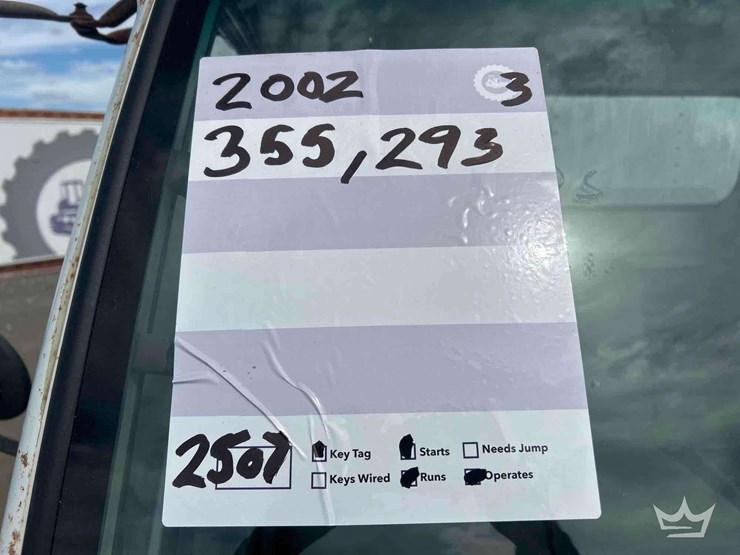 2002 3
355,293
2507 Key Tag Starts Needs Jump
Keys Wired Runs Operates